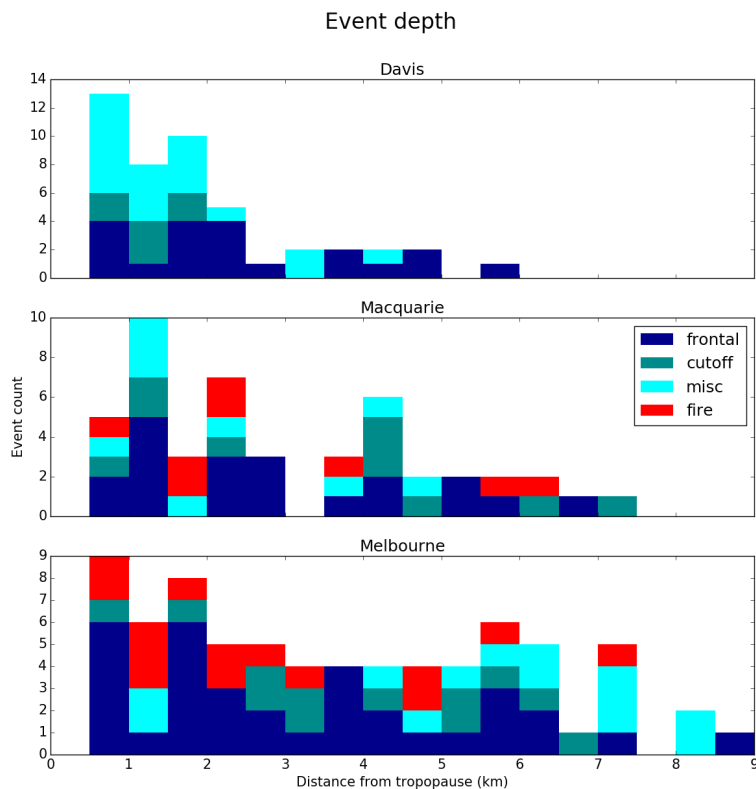 Event depth
Davis
14
12
10
8
6
4
2
0
Macquarie
10
8
6
4
2
0
Event count
frontal
cutoff
misc
fire
Melbourne
9
8
7
6
5
4
3
2
1
0
0 1 2 3 4 5 6 7 8 9
Distance from tropopause (km)